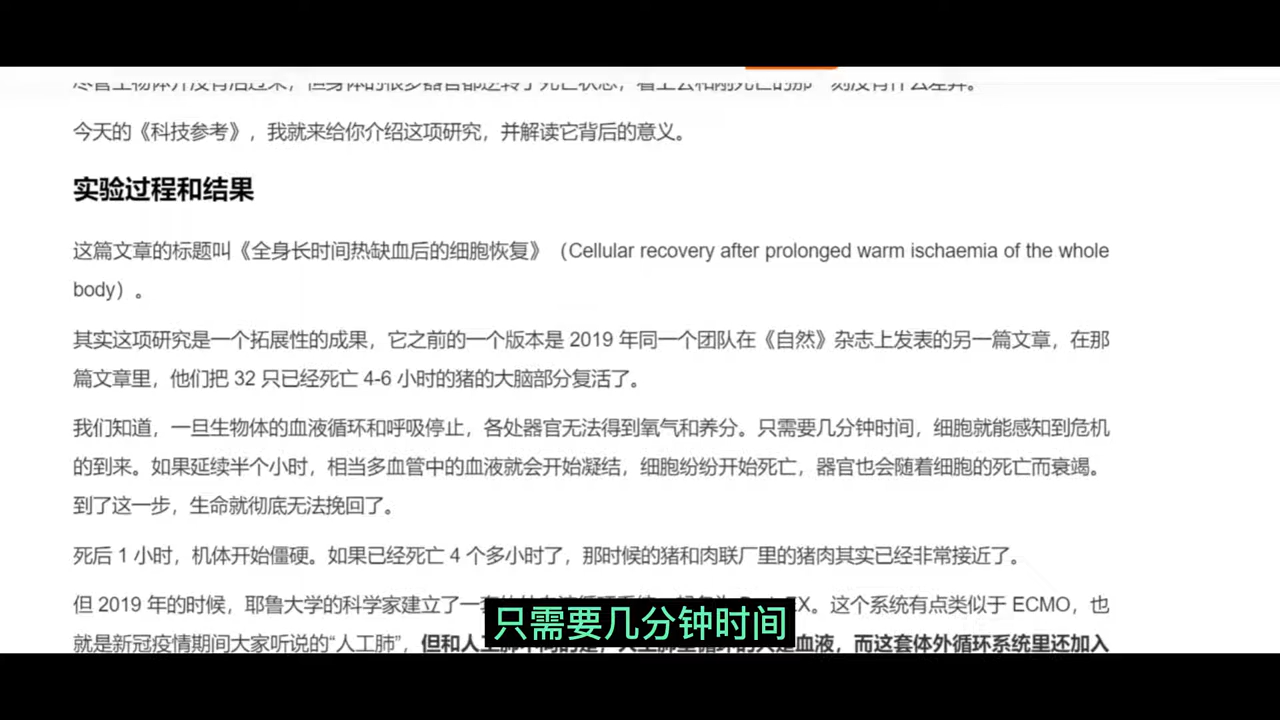 今天的《科技参考》，我就来给你介绍这项研究，并解读它背后的意义。
实验过程和结果
这篇文章的标题叫《全身长时间热缺血后的细胞恢复》（Cellular recovery after prolonged warm ischaemia of the whole
body）。
其实这项研究是一个拓展性的成果，它之前的一个版本是 2019 年同一个团队在《自然》杂志上发表的另一篇文章，在那
篇文章里，他们把 32 只已经死亡 4-6 小时的猪的大脑部分复活了。
我们知道，一旦生物体的血液循环和呼吸停止，各处器官无法得到氧气和养分。只需要几分钟时间，细胞就能感知到危机
的到来。如果延续半个小时，相当多血管中的血液就会开始凝结，细胞纷纷开始死亡，器官也会随着细胞的死亡而衰竭。
到了这一步，生命就彻底无法挽回了。
死后 1 小时，机体开始僵硬。如果已经死亡 4 个多小时了，那时候的猪和肉联厂里的猪肉其实已经非常接近了。
但 2019 年的时候，耶鲁大学的科学家建立了一 EX。这个系统有点类似于 ECMO，也
就是新冠疫情期间大家听说的“人工肺”，但和人工 血液，而这套体外循环系统里还加入
只需要几分钟时间